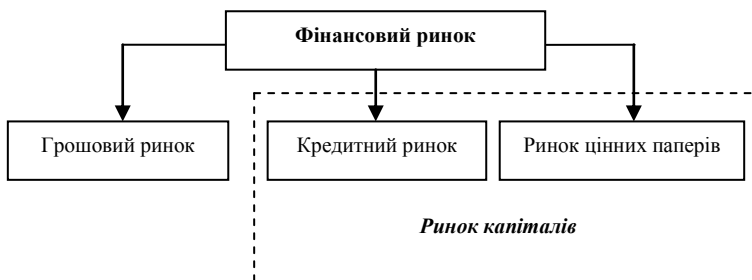 Фінансовий ринок
Грошовий ринок
Кредитний ринок
Ринок цінних паперів
Ринок капіталів